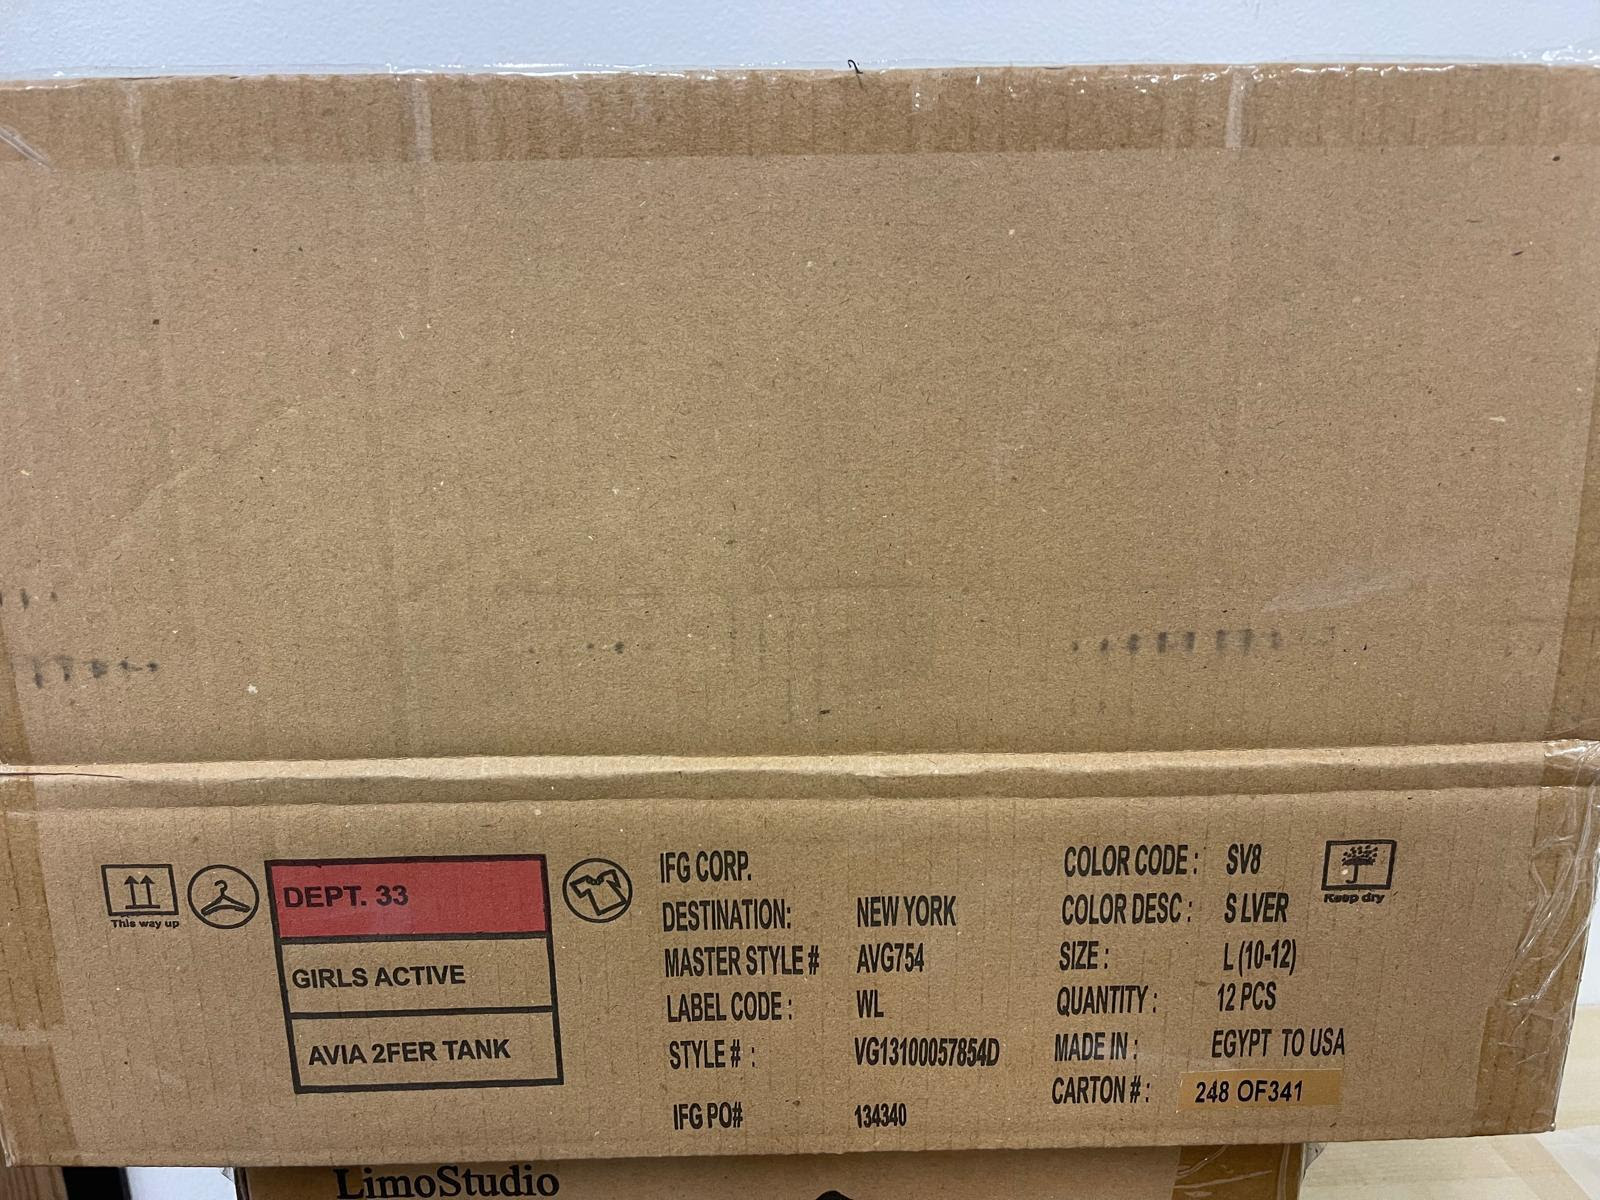 This way up
DEPT. 33
GIRLS ACTIVE
AVIA 2FER TANK
IFG CORP.
DESTINATION: NEW YORK
MASTER STYLE # AVG754
LABEL CODE : WL
STYLE # : VG13100057854D
IFG PO# 134340
COLOR CODE : SV8
COLOR DESC : S LVER
SIZE : L (10-12)
QUANTITY : 12 PCS
MADE IN : EGYPT TO USA
CARTON # : 248 OF341
Keep dry
LimoStudio